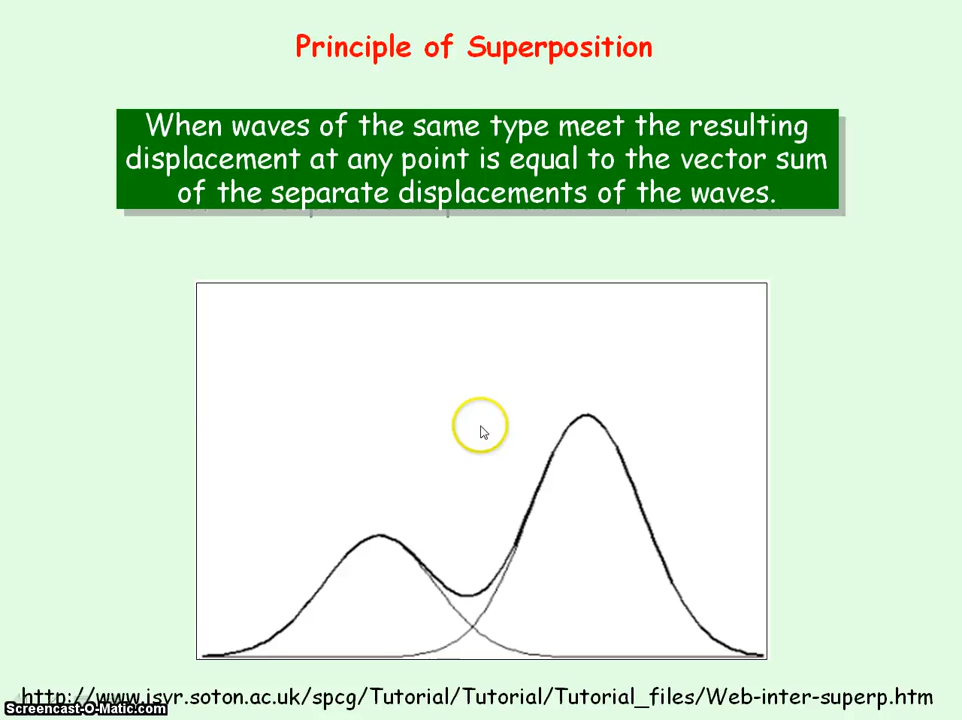 Principle of Superposition
When waves of the same type meet the resulting
displacement at any point is equal to the vector sum
of the separate displacements of the waves.
http://www.isvr.soton.ac.uk/spcg/Tutorial/Tutorial/Tutorial_files/Web-inter-superp.htm
Screencast-O-Matic.com